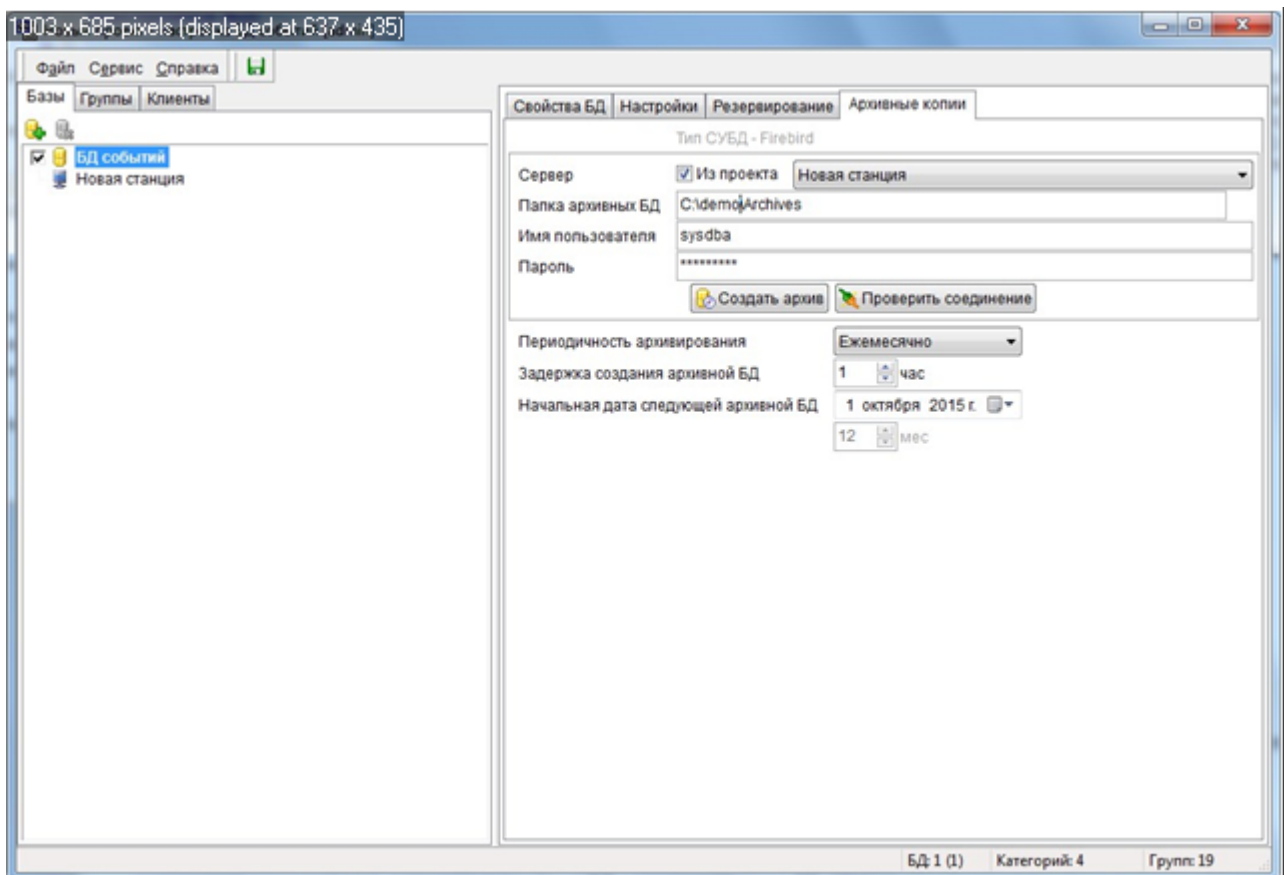 1003 x 685 pixels (displayed at 637 x 435)
Файл Сервис Справка
Базы Группы Клиенты
БД событий
Новая станция
Свойства БД Настройки Резервирование Архивные копии
Тип СУБД - Firebird
Сервер Из проекта Новая станция
Папка архивных БД C:\demo\Archives
Имя пользователя sysdba
Пароль *********
Создать архив Проверить соединение
Периодичность архивирования Ежемесячно
Задержка создания архивной БД 1 час
Начальная дата следующей архивной БД 1 октября 2015 г.
12 мес
БД: 1 (1) Категорий: 4 Групп: 19